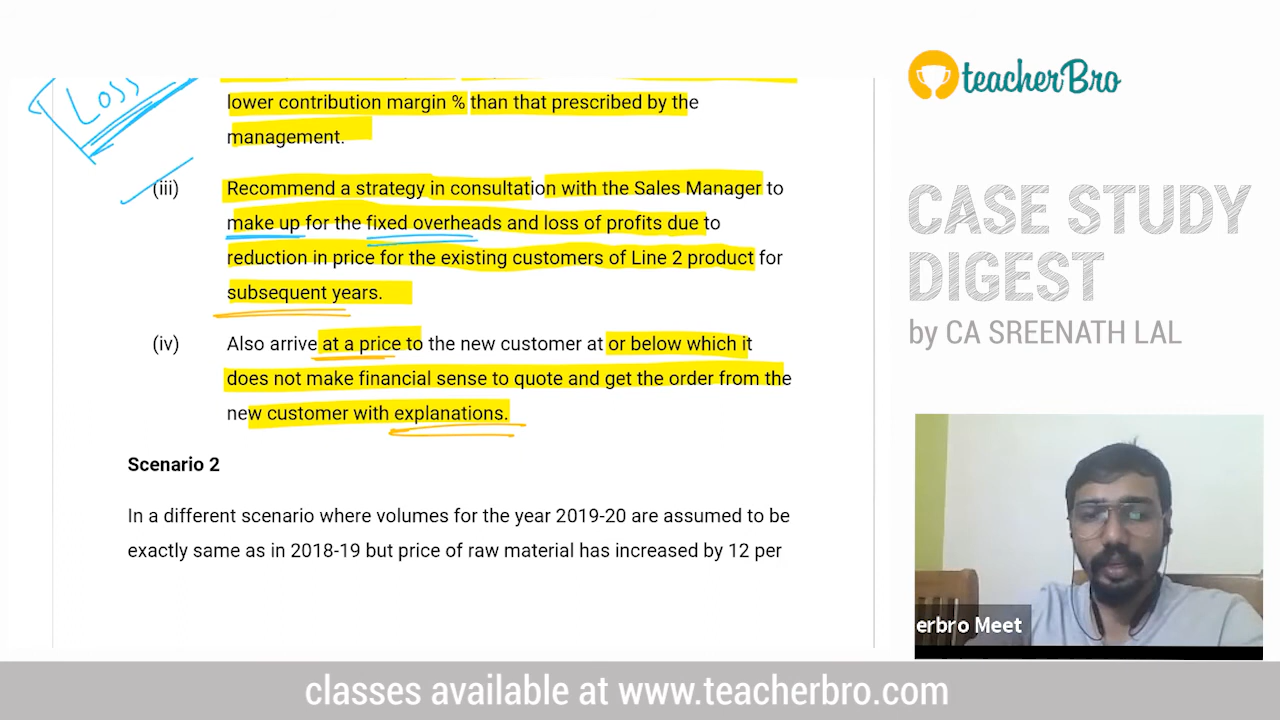 Loss
lower contribution margin % than that prescribed by the
management.
(iii) Recommend a strategy in consultation with the Sales Manager to
make up for the fixed overheads and loss of profits due to
reduction in price for the existing customers of Line 2 product for
subsequent years.
(iv) Also arrive at a price to the new customer at or below which it
does not make financial sense to quote and get the order from the
new customer with explanations.
Scenario 2
In a different scenario where volumes for the year 2019-20 are assumed to be
exactly same as in 2018-19 but price of raw material has increased by 12 per
teacherBro
CASE STUDY
DIGEST
by CA SREENATH LAL
erbro Meet
classes available at www.teacherbro.com